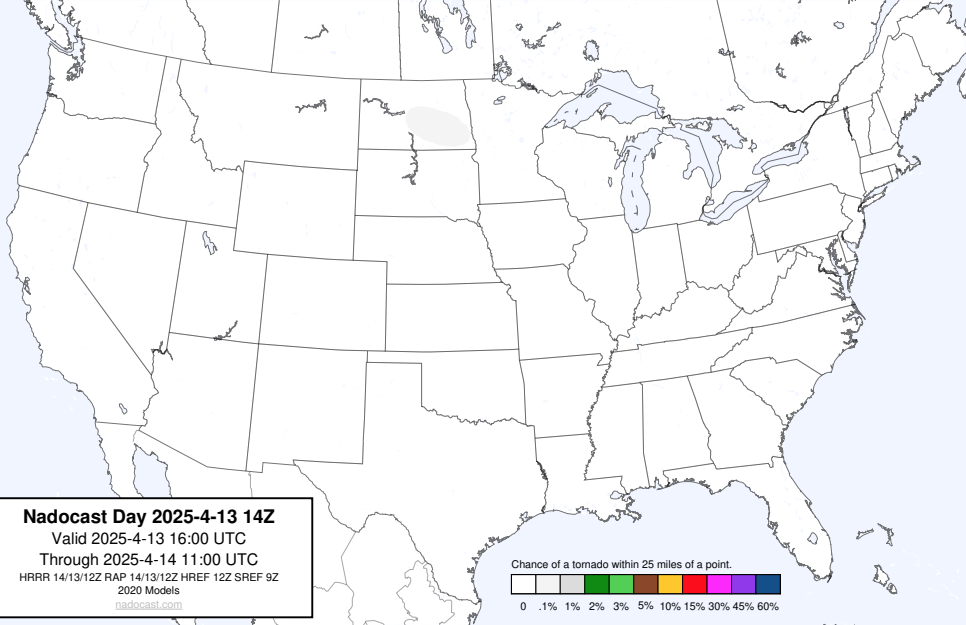 Nadocast Day 2025-4-13 14Z
Valid 2025-4-13 16:00 UTC
Through 2025-4-14 11:00 UTC
HRRR 14/13/12Z RAP 14/13/12Z HREF 12Z SREF 9Z
2020 Models
nadocast.com
Chance of a tornado within 25 miles of a point.
0 .1% 1% 2% 3% 5% 10% 15% 30% 45% 60%